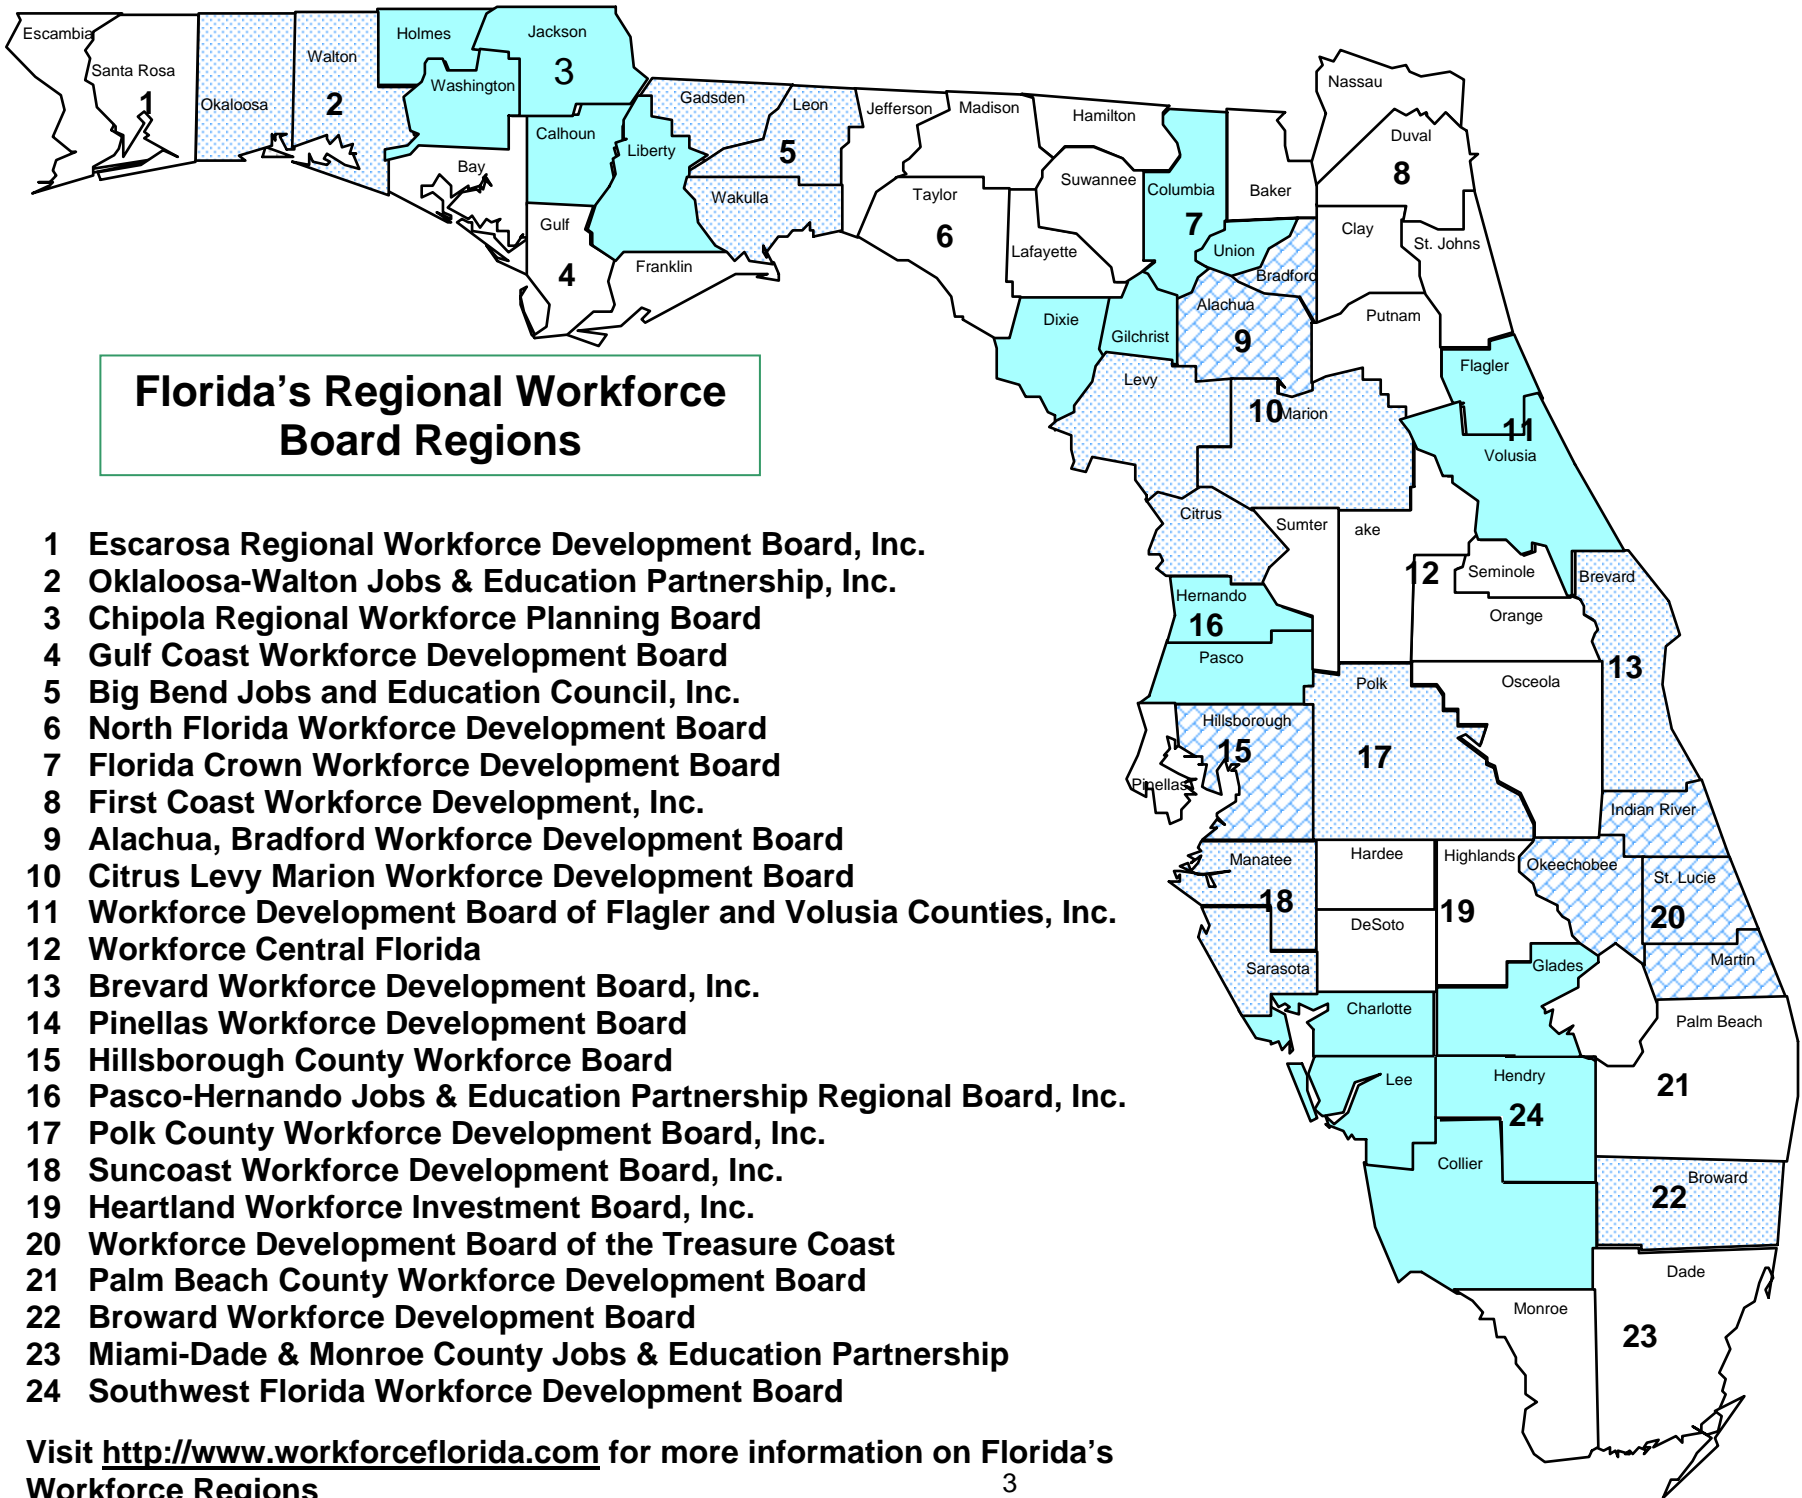 Escambia
Santa Rosa
1
Okaloosa
Walton
2
Holmes
Washington
Jackson
3
Calhoun
Bay
Gulf
4
Liberty
Franklin
Gadsden
Leon
5
Wakulla
Jefferson
Madison
Taylor
6
Hamilton
Suwannee
Lafayette
Columbia
7
Baker
Union
Bradford
Nassau
Duval
8
Clay
St. Johns
Putnam
Dixie
Gilchrist
Alachua
9
Levy
10
Marion
Flagler
11
Volusia
Citrus
Sumter
ake
12
Seminole
Orange
Brevard
13
Hernando
16
Pasco
Polk
17
Osceola
Hillsborough
15
Pinellas
Indian River
Manatee
18
Hardee
Highlands
19
Okeechobee
St. Lucie
20
DeSoto
Sarasota
Glades
Martin
Charlotte
Palm Beach
21
Lee
Hendry
24
Collier
Broward
22
Dade
Monroe
23
Florida's Regional Workforce
Board Regions
1 Escarosa Regional Workforce Development Board, Inc.
2 Oklaloosa-Walton Jobs & Education Partnership, Inc.
3 Chipola Regional Workforce Planning Board
4 Gulf Coast Workforce Development Board
5 Big Bend Jobs and Education Council, Inc.
6 North Florida Workforce Development Board
7 Florida Crown Workforce Development Board
8 First Coast Workforce Development, Inc.
9 Alachua, Bradford Workforce Development Board
10 Citrus Levy Marion Workforce Development Board
11 Workforce Development Board of Flagler and Volusia Counties, Inc.
12 Workforce Central Florida
13 Brevard Workforce Development Board, Inc.
14 Pinellas Workforce Development Board
15 Hillsborough County Workforce Board
16 Pasco-Hernando Jobs & Education Partnership Regional Board, Inc.
17 Polk County Workforce Development Board, Inc.
18 Suncoast Workforce Development Board, Inc.
19 Heartland Workforce Investment Board, Inc.
20 Workforce Development Board of the Treasure Coast
21 Palm Beach County Workforce Development Board
22 Broward Workforce Development Board
23 Miami-Dade & Monroe County Jobs & Education Partnership
24 Southwest Florida Workforce Development Board
Visit http://www.workforceflorida.com for more information on Florida's
Workforce Regions
3